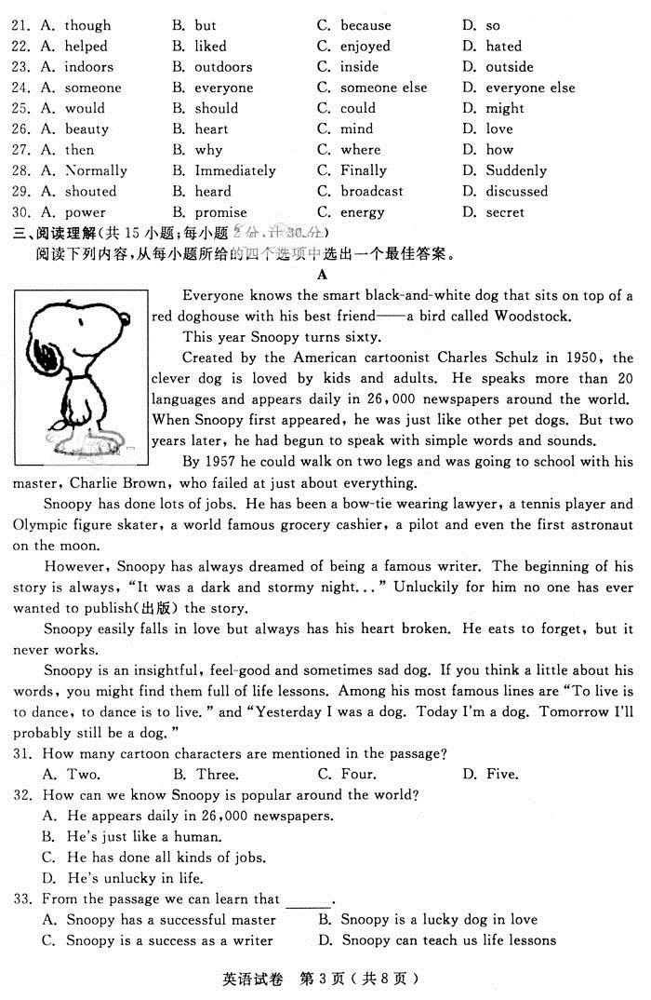 21. A. though B. but C. because D. so
22. A. helped B. liked C. enjoyed D. hated
23. A. indoors B. outdoors C. inside D. outside
24. A. someone B. everyone C. someone else D. everyone else
25. A. would B. should C. could D. might
26. A. beauty B. heart C. mind D. love
27. A. then B. why C. where D. how
28. A. Normally B. Immediately C. Finally D. Suddenly
29. A. shouted B. heard C. broadcast D. discussed
30. A. power B. promise C. energy D. secret
三、阅读理解(共 15 小题;每小题 2 分,计 30 分)
阅读下列内容,从每小题所给的四个选项中选出一个最佳答案。
A
Everyone knows the smart black-and-white dog that sits on top of a
red doghouse with his best friend——a bird called Woodstock.
This year Snoopy turns sixty.
Created by the American cartoonist Charles Schulz in 1950, the
clever dog is loved by kids and adults. He speaks more than 20
languages and appears daily in 26,000 newspapers around the world.
When Snoopy first appeared, he was just like other pet dogs. But two
years later, he had begun to speak with simple words and sounds.
By 1957 he could walk on two legs and was going to school with his
master, Charlie Brown, who failed at just about everything.
Snoopy has done lots of jobs. He has been a bow-tie wearing lawyer, a tennis player and
Olympic figure skater, a world famous grocery cashier, a pilot and even the first astronaut
on the moon.
However, Snoopy has always dreamed of being a famous writer. The beginning of his
story is always, “It was a dark and stormy night...” Unluckily for him no one has ever
wanted to publish(出版) the story.
Snoopy easily falls in love but always has his heart broken. He eats to forget, but it
never works.
Snoopy is an insightful, feel-good and sometimes sad dog. If you think a little about his
words, you might find them full of life lessons. Among his most famous lines are “To live is
to dance, to dance is to live.” and “Yesterday I was a dog. Today I'm a dog. Tomorrow I'll
probably still be a dog.”
31. How many cartoon characters are mentioned in the passage?
A. Two. B. Three. C. Four. D. Five.
32. How can we know Snoopy is popular around the world?
A. He appears daily in 26,000 newspapers.
B. He's just like a human.
C. He has done all kinds of jobs.
D. He's unlucky in life.
33. From the passage we can learn that ______.
A. Snoopy has a successful master B. Snoopy is a lucky dog in love
C. Snoopy is a success as a writer D. Snoopy can teach us life lessons
英语试卷 第 3 页 ( 共 8 页 )